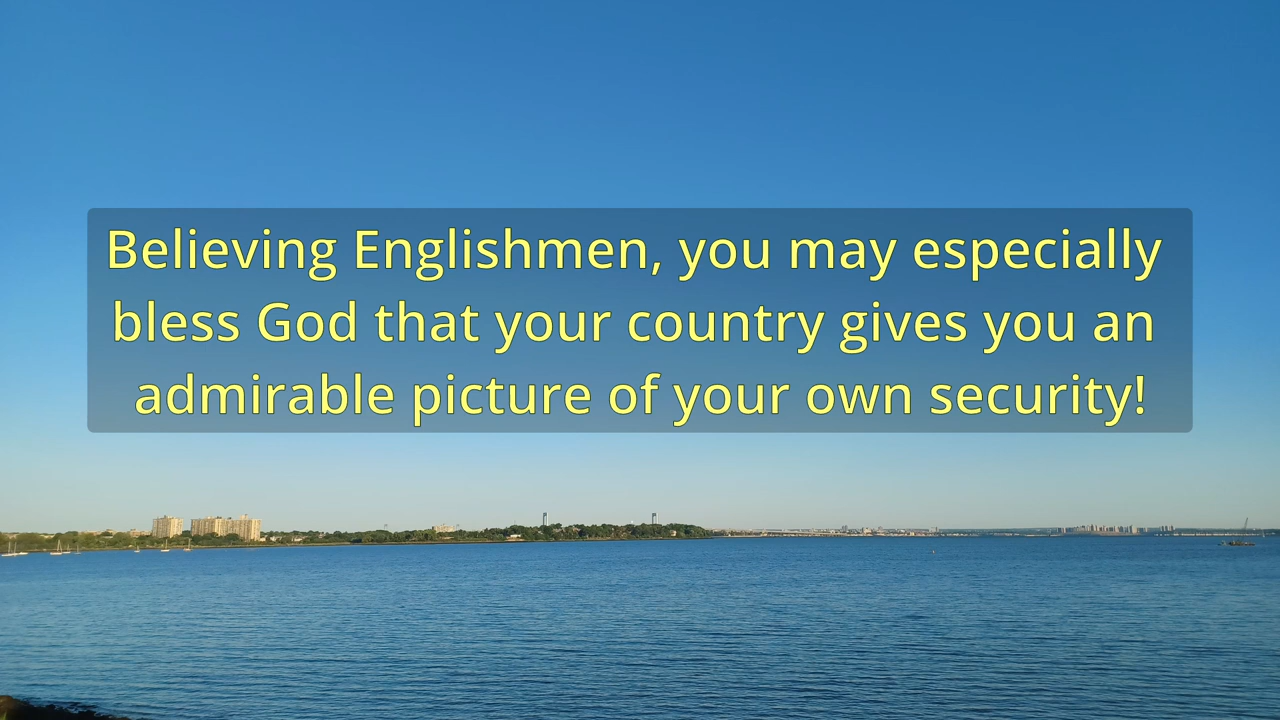 Believing Englishmen, you may especially
bless God that your country gives you an
admirable picture of your own security!